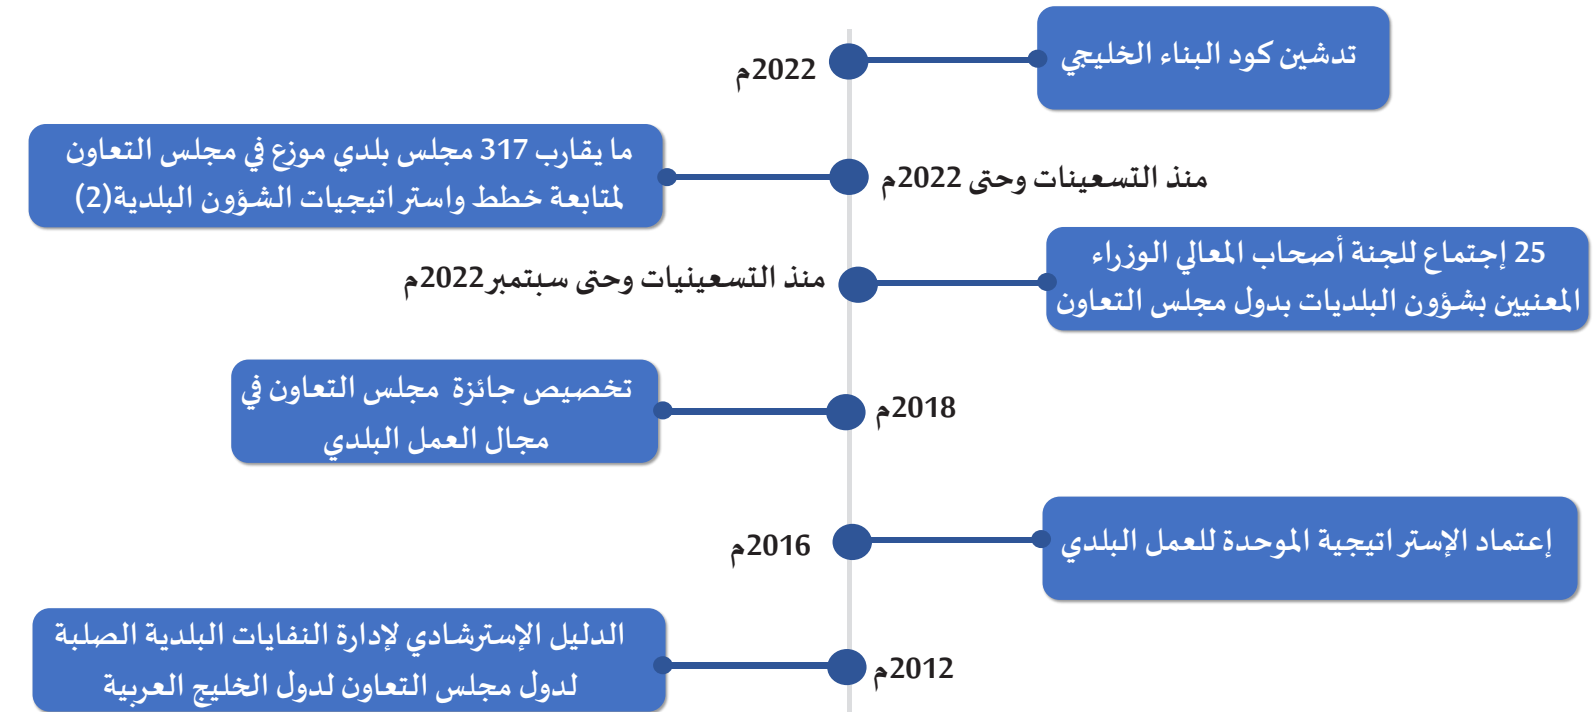 تدشين كود البناء الخليجي
2022م
ما يقارب 317 مجلس بلدي موزع في مجلس التعاون
لمتابعة خطط واستراتيجيات الشؤون البلدية(2)
منذ التسعينات وحتى 2022م
25 إجتماع للجنة أصحاب المعالي الوزراء
المعنيين بشؤون البلديات بدول مجلس التعاون
منذ التسعينيات وحتى سبتمبر 2022م
تخصيص جائزة مجلس التعاون في
مجال العمل البلدي
2018م
إعتماد الإستراتيجية الموحدة للعمل البلدي
2016م
الدليل الإسترشادي لإدارة النفايات البلدية الصلبة
لدول مجلس التعاون لدول الخليج العربية
2012م